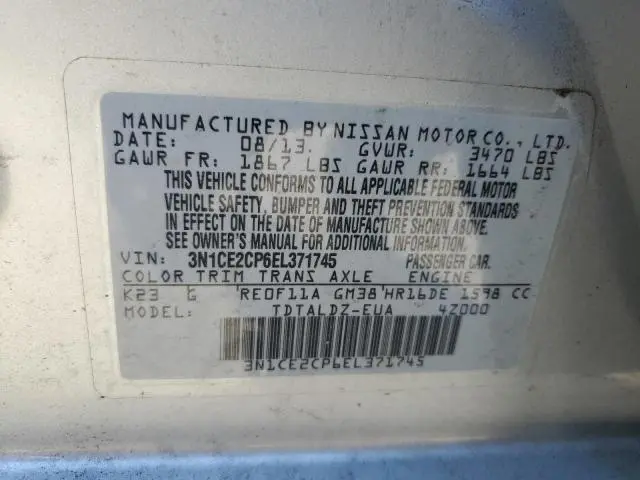 MANUFACTURED BY NISSAN MOTOR CO., LTD.
DATE: 08/13. GVWR: 3470 LBS
GAWR FR: 1867 LBS GAWR RR: 1664 LBS
THIS VEHICLE CONFORMS TO ALL APPLICABLE FEDERAL MOTOR
VEHICLE SAFETY, BUMPER AND THEFT PREVENTION STANDARDS
IN EFFECT ON THE DATE OF MANUFACTURE SHOWN ABOVE.
SEE OWNER'S MANUAL FOR ADDITIONAL INFORMATION.
VIN: 3N1CE2CP6EL371745 PASSENGER CAR.
COLOR TRIM TRANS AXLE ENGINE
K23 G RE0F11A GM38 HR16DE 1598 CC
MODEL: TDTALDZ-EUA 4Z000
3N1CE2CP6EL371745